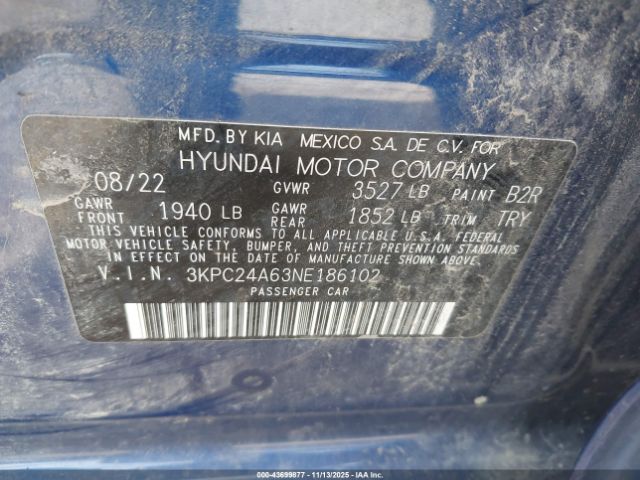 MFD. BY KIA MEXICO S.A. DE C.V. FOR
HYUNDAI MOTOR COMPANY
08/22 GVWR 3527 LB PAINT B2R
GAWR FRONT 1940 LB GAWR REAR 1852 LB TRIM TRY
THIS VEHICLE CONFORMS TO ALL APPLICABLE U.S.A. FEDERAL
MOTOR VEHICLE SAFETY, BUMPER, AND THEFT PREVENTION STANDARDS
IN EFFECT ON THE DATE OF MANUFACTURE SHOWN ABOVE.
V.I.N. 3KPC24A63NE186102
PASSENGER CAR
000-43699877 - 11/13/2025 - IAAI.COM